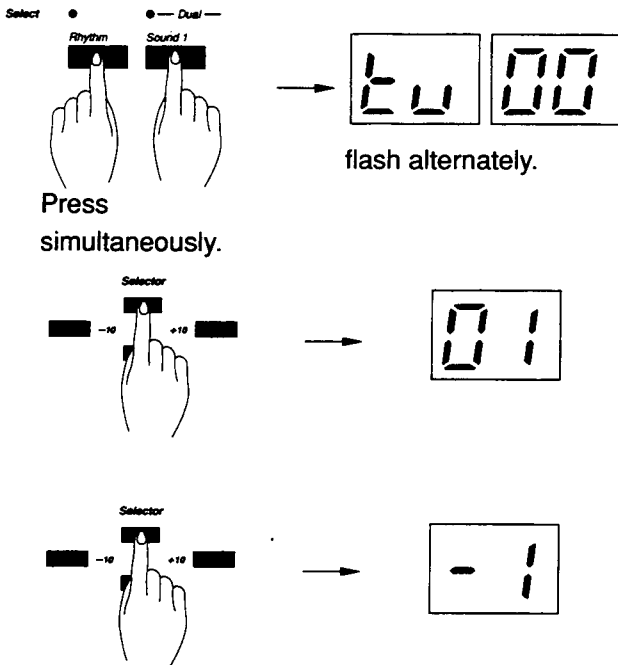 Select — Dual —
Rhythm Sound 1
tu 00
flash alternately.
Press
simultaneously.
Selector
–10 +10
01
Selector
–10 +10
-1